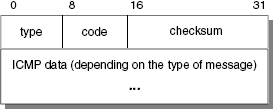 0 8 16 31
type code checksum
ICMP data (depending on the type of message)
...